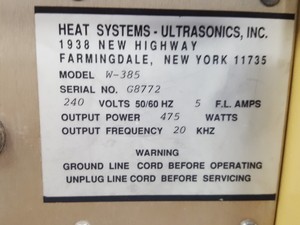 HEAT SYSTEMS - ULTRASONICS, INC.
1938 NEW HIGHWAY
FARMINGDALE, NEW YORK 11735
MODEL W-385
SERIAL NO. G8772
240 VOLTS 50/60 HZ 5 F.L. AMPS
OUTPUT POWER 475 WATTS
OUTPUT FREQUENCY 20 KHZ
WARNING
GROUND LINE CORD BEFORE OPERATING
UNPLUG LINE CORD BEFORE SERVICING